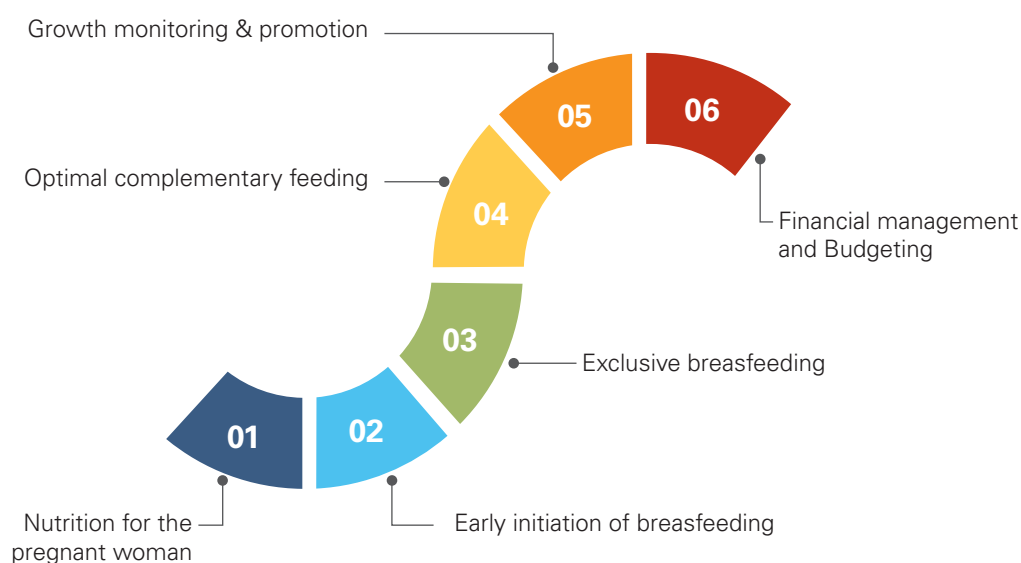 Growth monitoring & promotion
05
06
Optimal complementary feeding
04
Financial management
and Budgeting
03
Exclusive breasfeeding
01
02
Nutrition for the
pregnant woman
Early initiation of breasfeeding